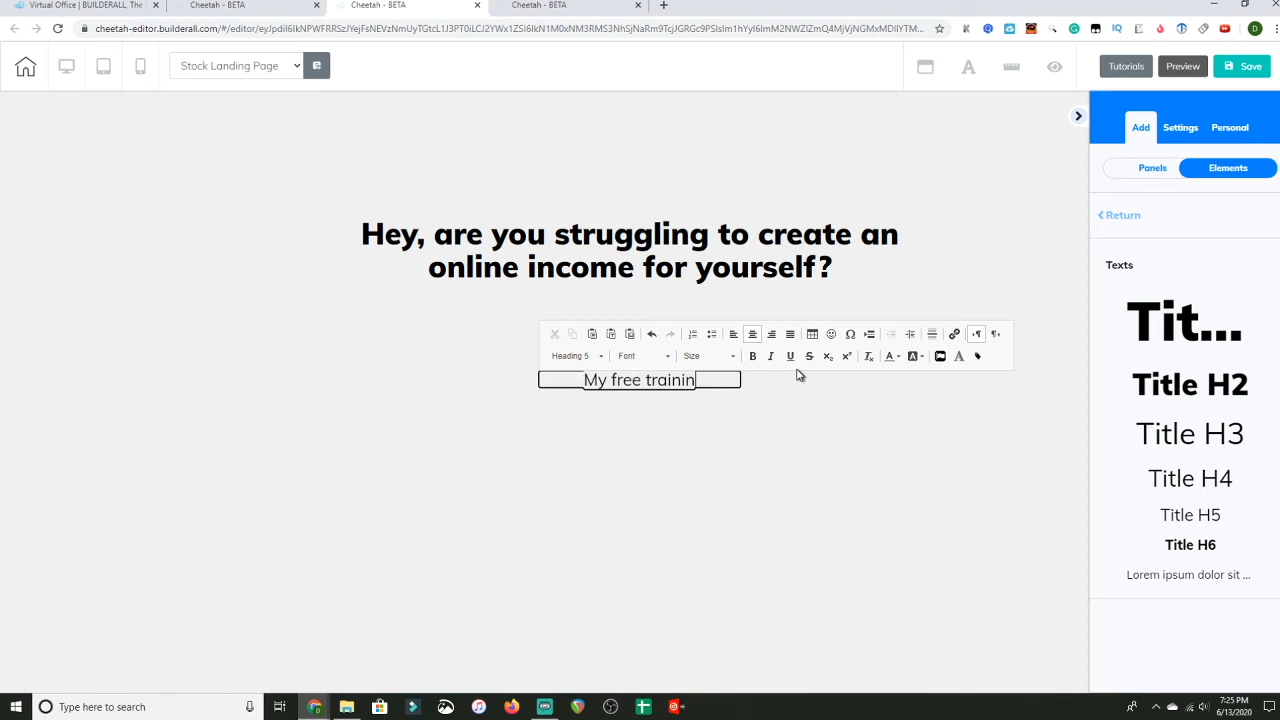 Virtual Office | BUILDERALL, The
Cheetah - BETA
Cheetah - BETA
Cheetah - BETA
Stock Landing Page
Tutorials
Preview
Save
Add
Settings
Personal
Panels
Elements
Return
Hey, are you struggling to create an
online income for yourself?
Heading 5
Font
Size
My free trainin
Texts
Tit...
Title H2
Title H3
Title H4
Title H5
Title H6
Lorem ipsum dolor sit ...
Type here to search
7:25 PM
6/13/2020